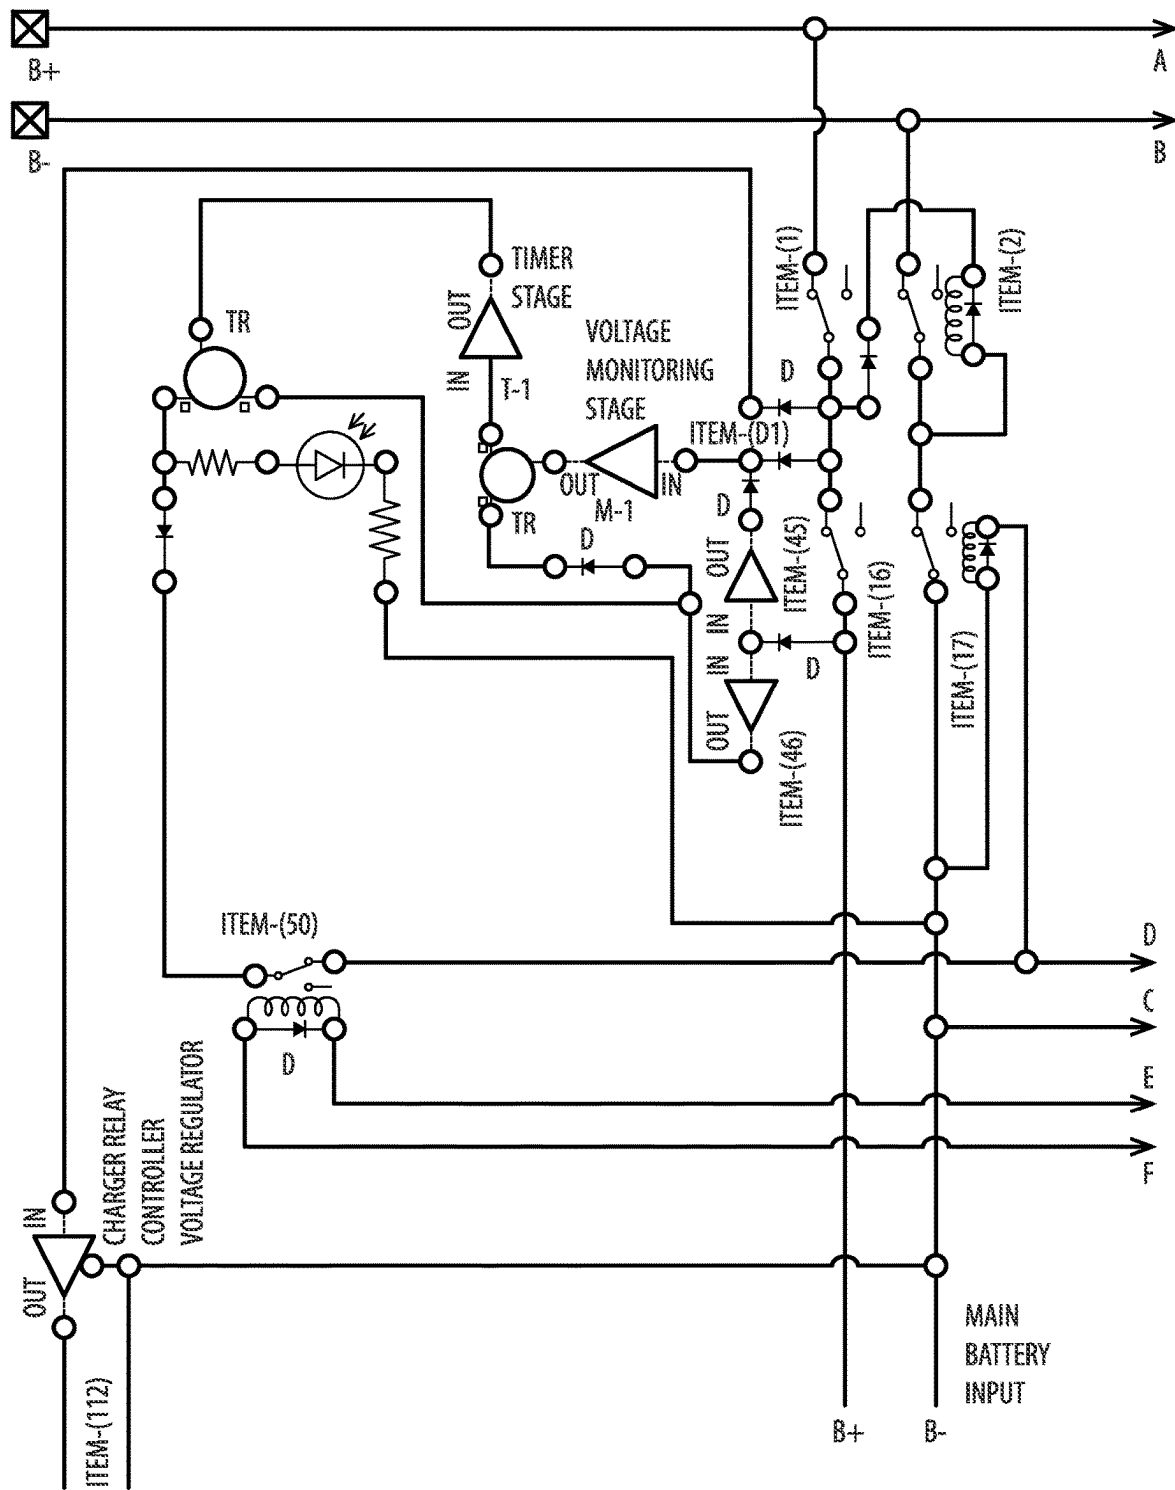 B+
A
B-
B
ITEM-(1)
ITEM-(2)
TIMER
STAGE
OUT
IN
T-1
TR
VOLTAGE
MONITORING
STAGE
D
ITEM-(D1)
OUT
IN
M-1
TR
D
D
OUT
IN
ITEM-(45)
ITEM-(16)
IN
OUT
D
ITEM-(46)
ITEM-(17)
ITEM-(50)
D
D
C
E
F
CHARGER RELAY
CONTROLLER
VOLTAGE REGULATOR
IN
OUT
ITEM-(112)
MAIN
BATTERY
INPUT
B+
B-